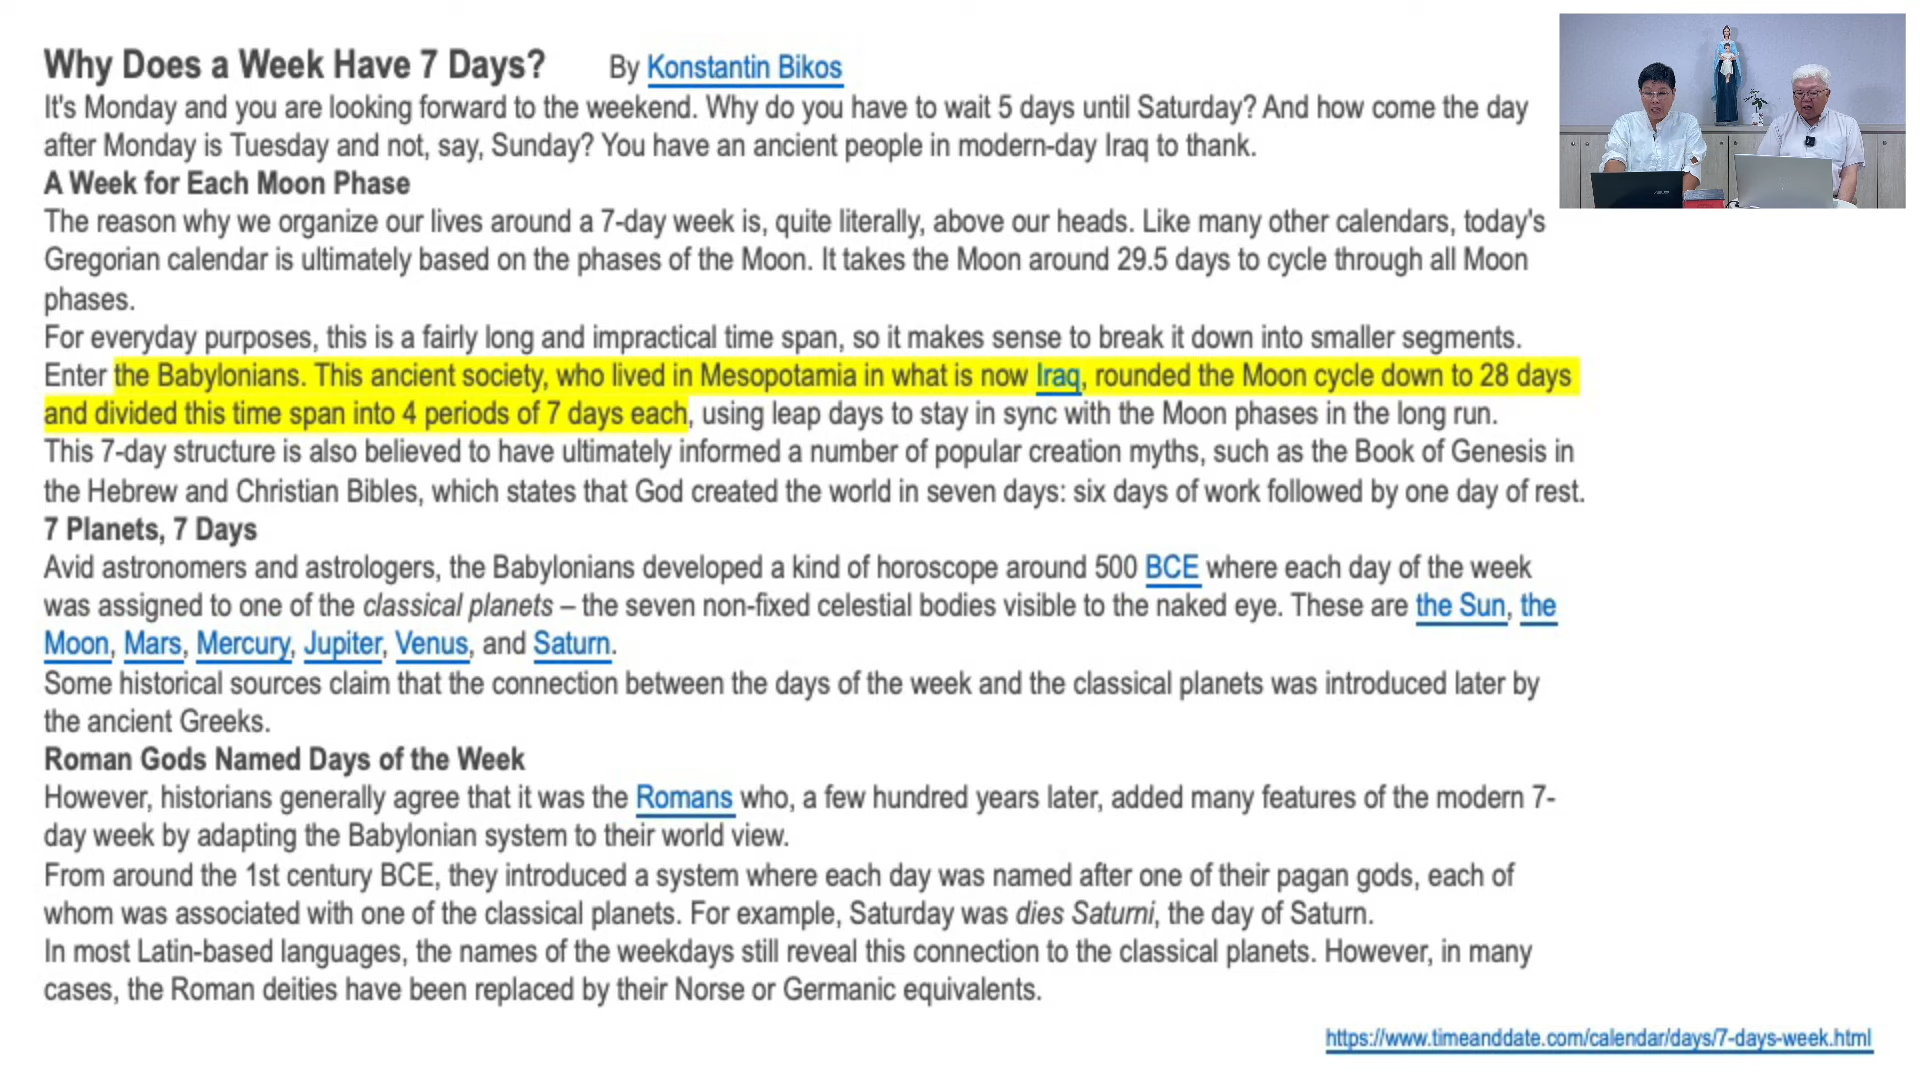 Why Does a Week Have 7 Days? By Konstantin Bikos
It's Monday and you are looking forward to the weekend. Why do you have to wait 5 days until Saturday? And how come the day
after Monday is Tuesday and not, say, Sunday? You have an ancient people in modern-day Iraq to thank.
A Week for Each Moon Phase
The reason why we organize our lives around a 7-day week is, quite literally, above our heads. Like many other calendars, today's
Gregorian calendar is ultimately based on the phases of the Moon. It takes the Moon around 29.5 days to cycle through all Moon
phases.
For everyday purposes, this is a fairly long and impractical time span, so it makes sense to break it down into smaller segments.
Enter the Babylonians. This ancient society, who lived in Mesopotamia in what is now Iraq, rounded the Moon cycle down to 28 days
and divided this time span into 4 periods of 7 days each, using leap days to stay in sync with the Moon phases in the long run.
This 7-day structure is also believed to have ultimately informed a number of popular creation myths, such as the Book of Genesis in
the Hebrew and Christian Bibles, which states that God created the world in seven days: six days of work followed by one day of rest.
7 Planets, 7 Days
Avid astronomers and astrologers, the Babylonians developed a kind of horoscope around 500 BCE where each day of the week
was assigned to one of the classical planets – the seven non-fixed celestial bodies visible to the naked eye. These are the Sun, the
Moon, Mars, Mercury, Jupiter, Venus, and Saturn.
Some historical sources claim that the connection between the days of the week and the classical planets was introduced later by
the ancient Greeks.
Roman Gods Named Days of the Week
However, historians generally agree that it was the Romans who, a few hundred years later, added many features of the modern 7-
day week by adapting the Babylonian system to their world view.
From around the 1st century BCE, they introduced a system where each day was named after one of their pagan gods, each of
whom was associated with one of the classical planets. For example, Saturday was dies Saturni, the day of Saturn.
In most Latin-based languages, the names of the weekdays still reveal this connection to the classical planets. However, in many
cases, the Roman deities have been replaced by their Norse or Germanic equivalents.
https://www.timeanddate.com/calendar/days/7-days-week.html